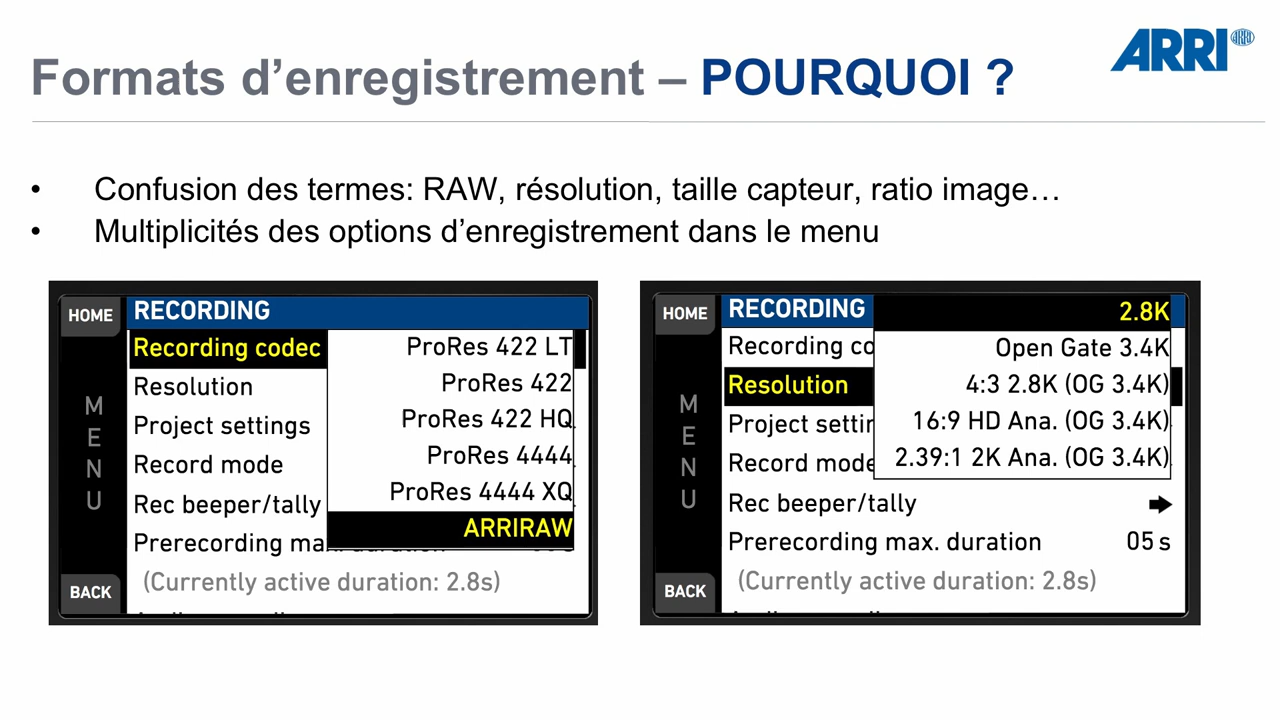 ARRI
Formats d’enregistrement – POURQUOI ?
• Confusion des termes: RAW, résolution, taille capteur, ratio image…
• Multiplicités des options d’enregistrement dans le menu
HOME
MENU
BACK
RECORDING
Recording codec
Resolution
Project settings
Record mode
Rec beeper/tally
Prerecording max. duration
(Currently active duration: 2.8s)
ProRes 422 LT
ProRes 422
ProRes 422 HQ
ProRes 4444
ProRes 4444 XQ
ARRIRAW
HOME
MENU
BACK
RECORDING
Recording co
Resolution
Project settin
Record mode
Rec beeper/tally
Prerecording max. duration 05 s
(Currently active duration: 2.8s)
2.8K
Open Gate 3.4K
4:3 2.8K (OG 3.4K)
16:9 HD Ana. (OG 3.4K)
2.39:1 2K Ana. (OG 3.4K)